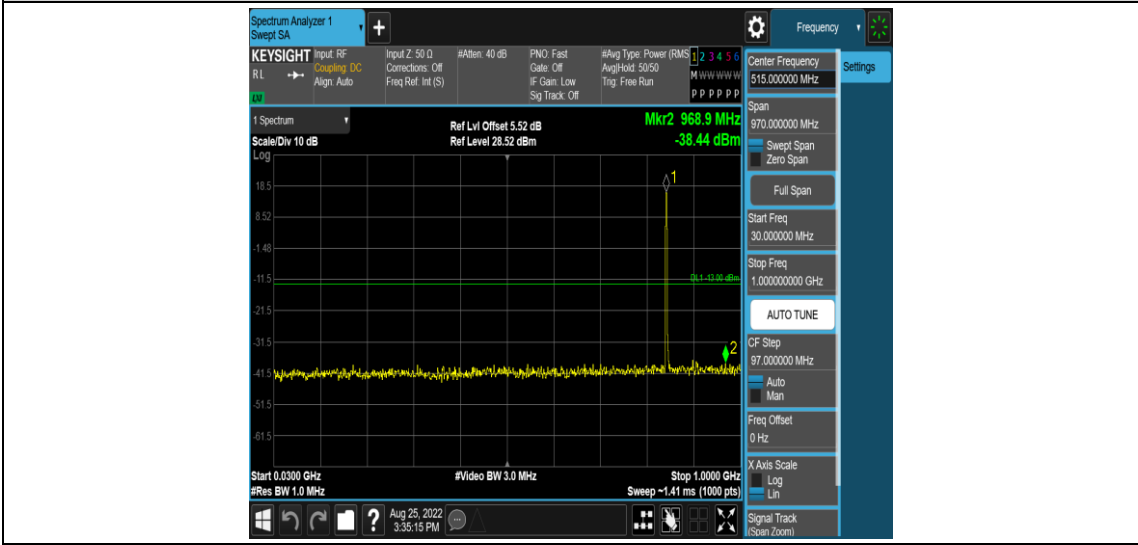 Spectrum Analyzer 1
Swept SA
+
Frequency
KEYSIGHT
RL
LXI
Input: RF
Coupling: DC
Align: Auto
Input Z: 50 Ω
Corrections: Off
Freq Ref: Int (S)
#Atten: 40 dB
PNO: Fast
Gate: Off
IF Gain: Low
Sig Track: Off
#Avg Type: Power (RMS
Avg|Hold: 50/50
Trig: Free Run
1 2 3 4 5 6
M W W W W W
P P P P P P
1 Spectrum
Scale/Div 10 dB
Log
Ref Lvl Offset 5.52 dB
Ref Level 28.52 dBm
Mkr2 968.9 MHz
-38.44 dBm
1
18.5
8.52
-1.48
-11.5
DL1 -13.00 dBm
-21.5
-31.5
2
-41.5
-51.5
-61.5
Start 0.0300 GHz
#Res BW 1.0 MHz
#Video BW 3.0 MHz
Stop 1.0000 GHz
Sweep ~1.41 ms (1000 pts)
?
Aug 25, 2022
3:35:15 PM
Center Frequency
515.000000 MHz
Settings
Span
970.000000 MHz
Swept Span
Zero Span
Full Span
Start Freq
30.000000 MHz
Stop Freq
1.000000000 GHz
AUTO TUNE
CF Step
97.000000 MHz
Auto
Man
Freq Offset
0 Hz
X Axis Scale
Log
Lin
Signal Track
(Span Zoom)